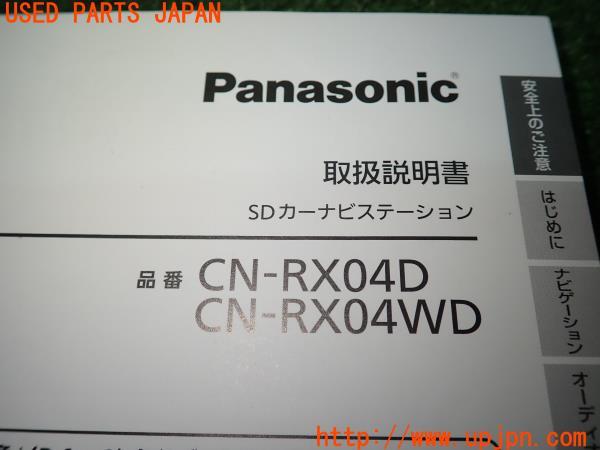 USED PARTS JAPAN
Panasonic®
取扱説明書
SDカーナビステーション
品番 CN-RX04D
CN-RX04WD
安全上のご注意
はじめに
ナビゲーション
オーディ
www.upjpn.com